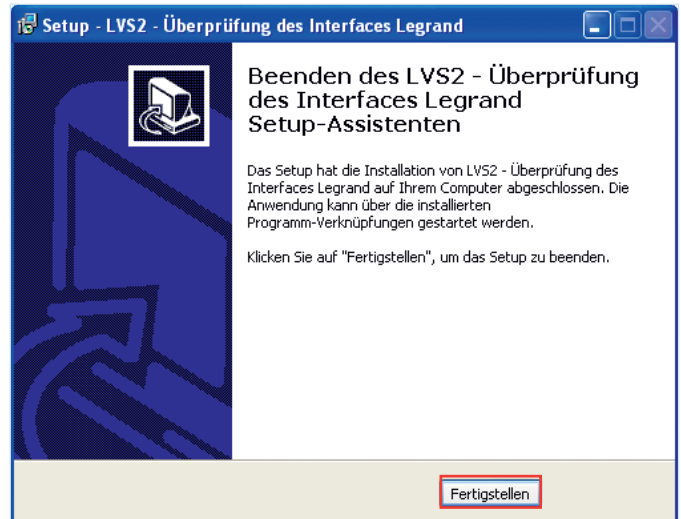 Setup - LVS2 - Überprüfung des Interfaces Legrand
Beenden des LVS2 - Überprüfung
des Interfaces Legrand
Setup-Assistenten
Das Setup hat die Installation von LVS2 - Überprüfung des
Interfaces Legrand auf Ihrem Computer abgeschlossen. Die
Anwendung kann über die installierten
Programm-Verknüpfungen gestartet werden.
Klicken Sie auf "Fertigstellen", um das Setup zu beenden.
Fertigstellen